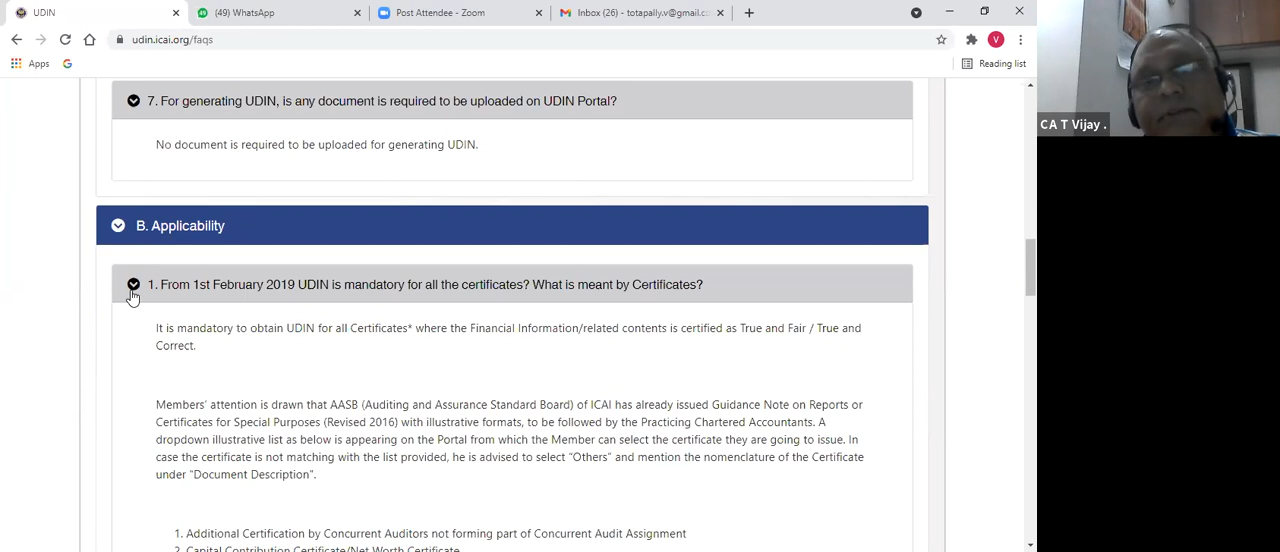 UDIN
(49) WhatsApp
Post Attendee - Zoom
Inbox (26) - totapally.v@gmail.co
udin.icai.org/faqs
V
Apps
Reading list
7. For generating UDIN, is any document is required to be uploaded on UDIN Portal?
No document is required to be uploaded for generating UDIN.
B. Applicability
1. From 1st February 2019 UDIN is mandatory for all the certificates? What is meant by Certificates?
It is mandatory to obtain UDIN for all Certificates* where the Financial Information/related contents is certified as True and Fair / True and
Correct.
Members' attention is drawn that AASB (Auditing and Assurance Standard Board) of ICAI has already issued Guidance Note on Reports or
Certificates for Special Purposes (Revised 2016) with illustrative formats, to be followed by the Practicing Chartered Accountants. A
dropdown illustrative list as below is appearing on the Portal from which the Member can select the certificate they are going to issue. In
case the certificate is not matching with the list provided, he is advised to select "Others" and mention the nomenclature of the Certificate
under "Document Description".
1. Additional Certification by Concurrent Auditors not forming part of Concurrent Audit Assignment
2. Capital Contribution Certificate/Net Worth Certificate
CA T Vijay .